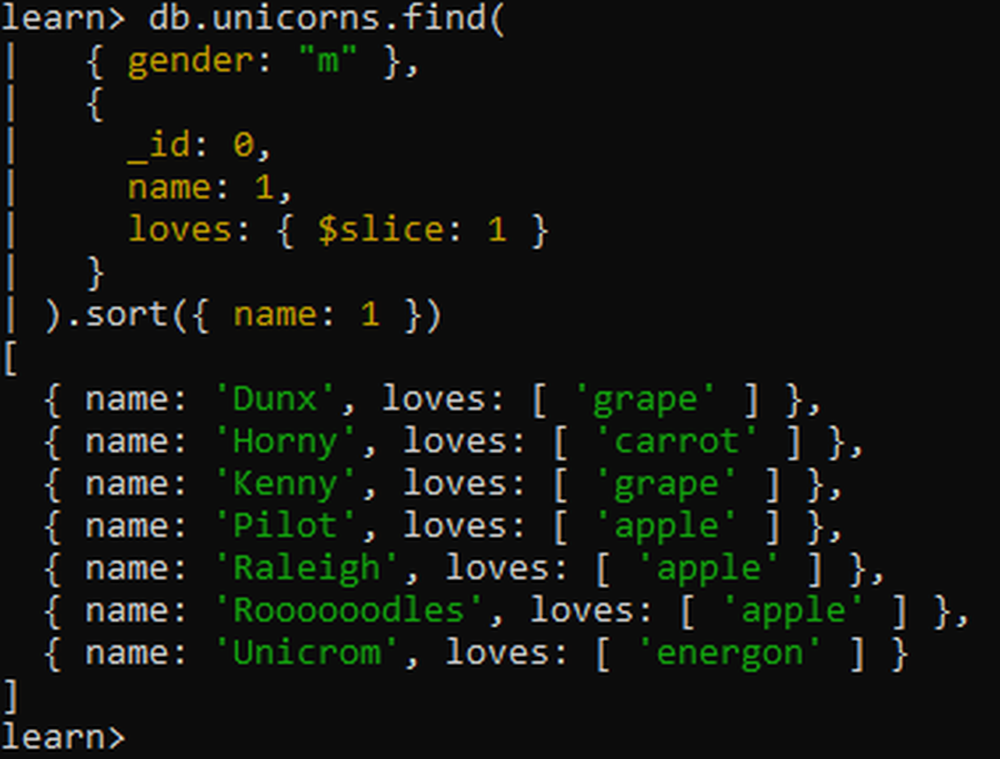 learn> db.unicorns.find(
|   { gender: "m" },
|   {
|     _id: 0,
|     name: 1,
|     loves: { $slice: 1 }
|   }
| ).sort({ name: 1 })
[
  { name: 'Dunx', loves: [ 'grape' ] },
  { name: 'Horny', loves: [ 'carrot' ] },
  { name: 'Kenny', loves: [ 'grape' ] },
  { name: 'Pilot', loves: [ 'apple' ] },
  { name: 'Raleigh', loves: [ 'apple' ] },
  { name: 'Roooooodles', loves: [ 'apple' ] },
  { name: 'Unicrom', loves: [ 'energon' ] }
]
learn>